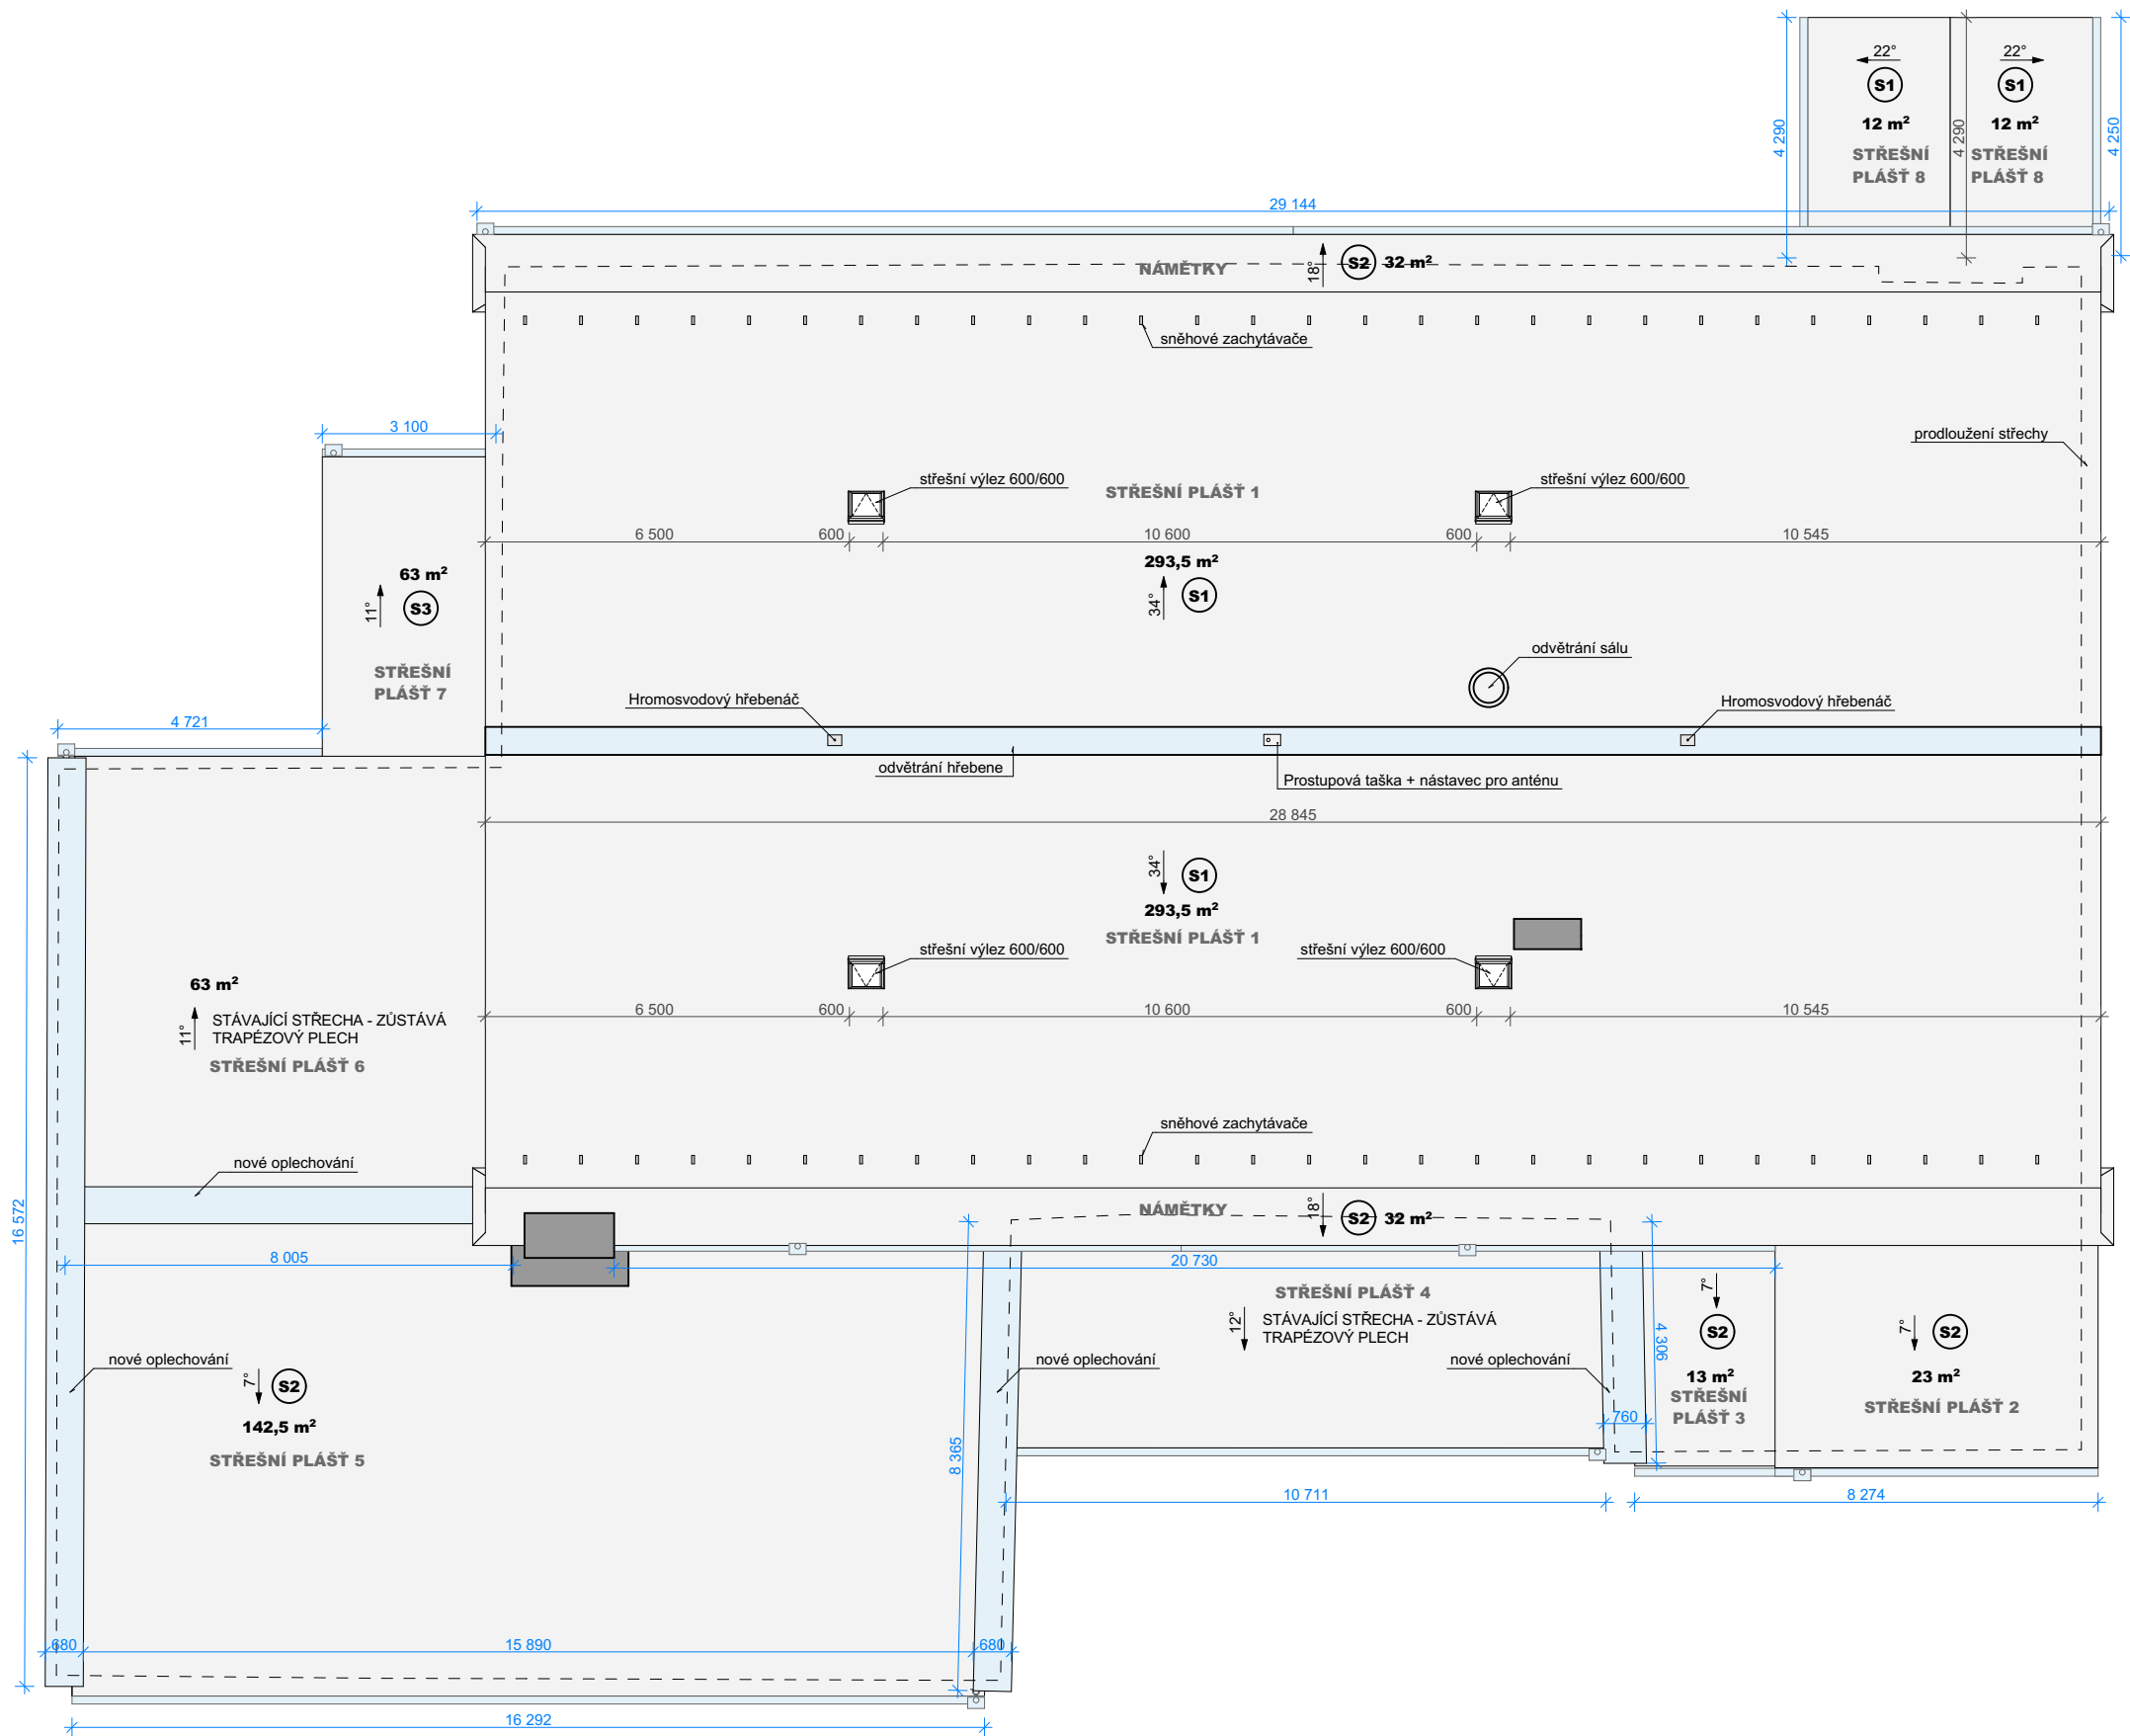 22°
22°
S1
S1
12 m²
12 m²
STŘEŠNÍ
PLÁŠŤ 8
STŘEŠNÍ
PLÁŠŤ 8
4 290
4 290
4 250
29 144
NÁMĚTKY
18°
S2
32 m²
sněhové zachytávače
3 100
prodloužení střechy
střešní výlez 600/600
STŘEŠNÍ PLÁŠŤ 1
střešní výlez 600/600
6 500
600
10 600
600
10 545
293,5 m²
34°
S1
63 m²
11°
S3
STŘEŠNÍ
PLÁŠŤ 7
odvětrání sálu
Hromosvodový hřebenáč
Hromosvodový hřebenáč
4 721
odvětrání hřebene
Prostupová taška + nástavec pro anténu
28 845
34°
S1
293,5 m²
STŘEŠNÍ PLÁŠŤ 1
střešní výlez 600/600
střešní výlez 600/600
6 500
600
10 600
600
10 545
63 m²
11°
STÁVAJÍCÍ STŘECHA - ZŮSTÁVÁ
TRAPÉZOVÝ PLECH
STŘEŠNÍ PLÁŠŤ 6
sněhové zachytávače
nové oplechování
16 572
NÁMĚTKY
18°
S2
32 m²
8 005
20 730
STŘEŠNÍ PLÁŠŤ 4
12°
STÁVAJÍCÍ STŘECHA - ZŮSTÁVÁ
TRAPÉZOVÝ PLECH
7°
S2
4 306
7°
S2
nové oplechování
nové oplechování
nové oplechování
7°
S2
142,5 m²
STŘEŠNÍ PLÁŠŤ 5
13 m²
STŘEŠNÍ
PLÁŠŤ 3
23 m²
STŘEŠNÍ PLÁŠŤ 2
760
8 365
10 711
8 274
680
15 890
680
16 292